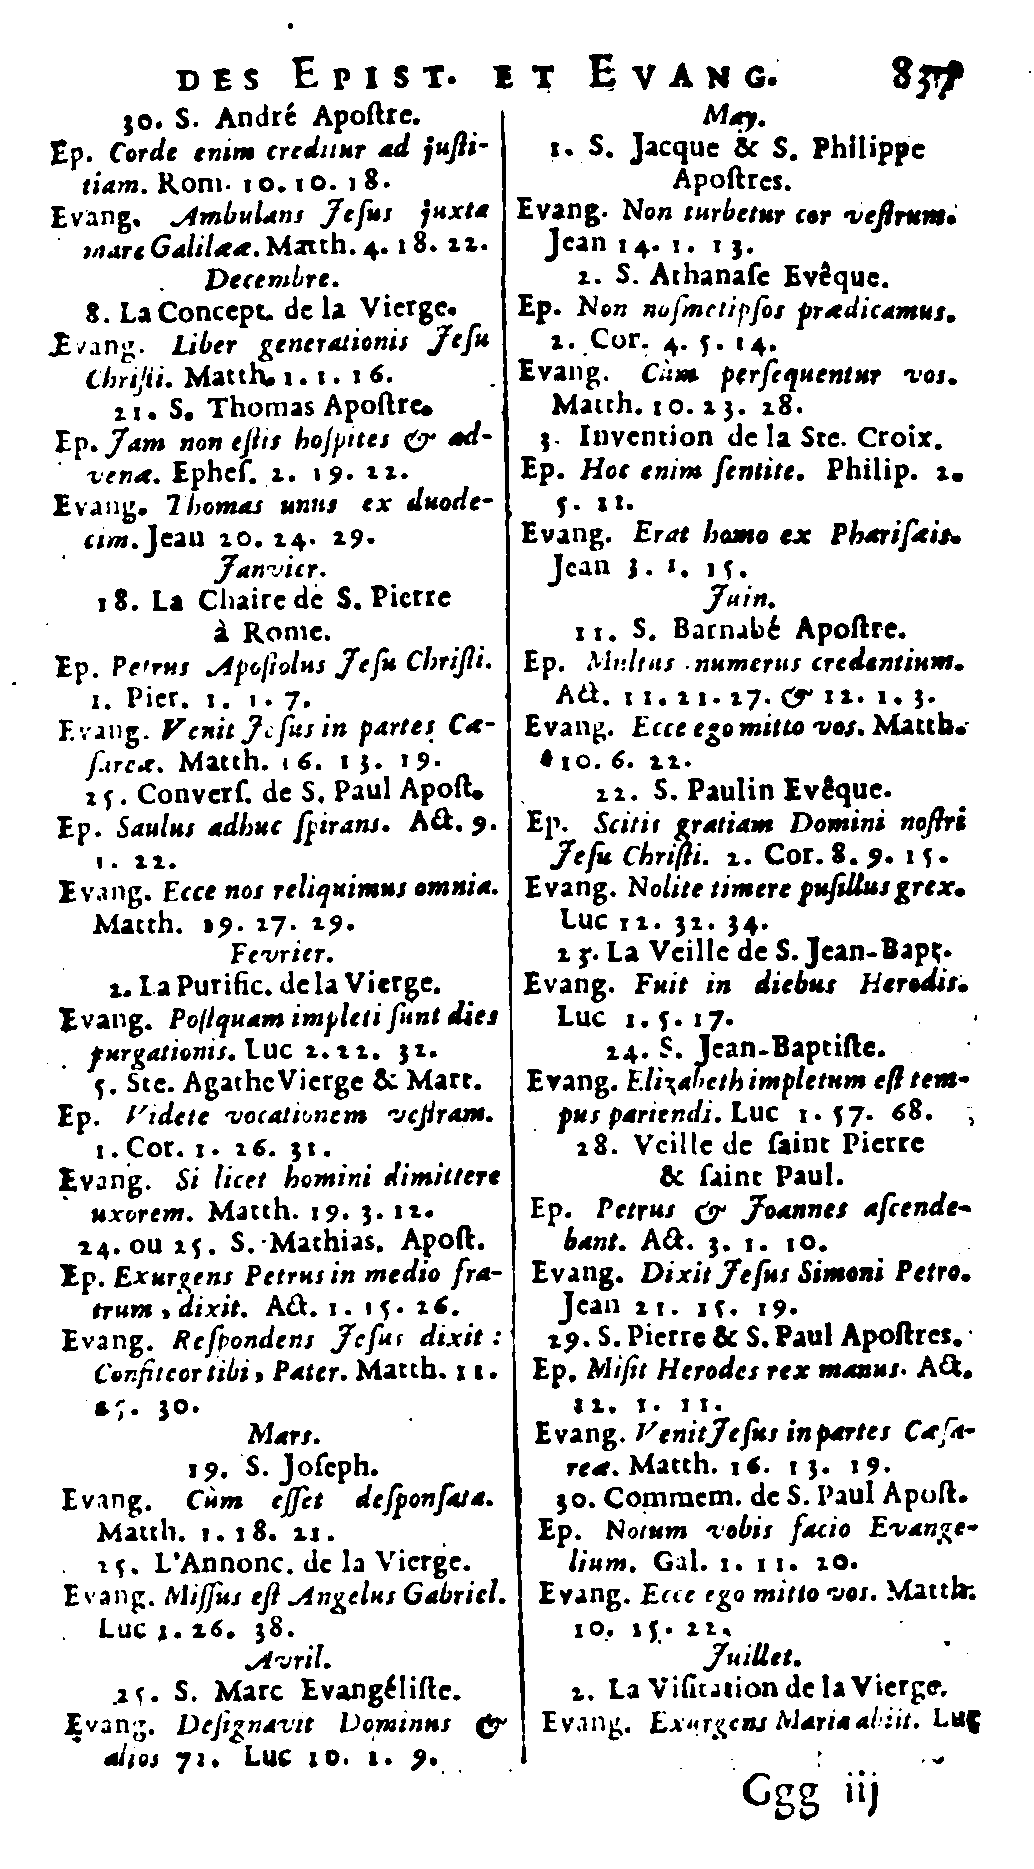 DES EPIST. ET EVANG.
30. S. André Apoſtre.
Ep. Corde enim creditur ad juſti-
tiam. Rom. 10. 10. 18.
Evang. Ambulans Jeſus juxta
mare Galilææ. Matth. 4. 18. 22.
Decembre.
8. La Concept. de la Vierge.
Evang. Liber generationis Jeſu
Chriſti. Matth. 1. 1. 16.
21. S. Thomas Apoſtre.
Ep. Jam non eſtis hoſpites & ad-
venæ. Epheſ. 2. 19. 22.
Evang. Thomas unus ex duode-
cim. Jean 20. 24. 29.
Janvier.
18. La Chaire de S. Pierre
à Rome.
Ep. Petrus Apoſtolus Jeſu Chriſti.
1. Pier. 1. 1. 7.
Evang. Venit Jeſus in partes Cæ-
ſareæ. Matth. 16. 13. 19.
25. Converſ. de S. Paul Apoſt.
Ep. Saulus adhuc ſpirans. Act. 9.
1. 22.
Evang. Ecce nos reliquimus omnia.
Matth. 19. 27. 29.
Fevrier.
2. La Purific. de la Vierge.
Evang. Poſtquam impleti ſunt dies
purgationis. Luc 2. 22. 32.
5. Ste. Agathe Vierge & Mart.
Ep. Videte vocationem veſtram.
1. Cor. 1. 26. 31.
Evang. Si licet homini dimittere
uxorem. Matth. 19. 3. 12.
24. ou 25. S. Mathias. Apoſt.
Ep. Exurgens Petrus in medio fra-
trum, dixit. Act. 1. 15. 26.
Evang. Reſpondens Jeſus dixit :
Confiteor tibi, Pater. Matth. 11.
25. 30.
Mars.
19. S. Joſeph.
Evang. Cùm eſſet deſponſata.
Matth. 1. 18. 21.
25. L'Annonc. de la Vierge.
Evang. Miſſus eſt Angelus Gabriel.
Luc 1. 26. 38.
Avril.
25. S. Marc Evangéliſte.
Evang. Deſignavit Dominus &
alios 72. Luc 10. 1. 9.
May.
1. S. Jacque & S. Philippe
Apoſtres.
Evang. Non turbetur cor veſtrum.
Jean 14. 1. 13.
2. S. Athanaſe Evêque.
Ep. Non noſmetipſos prædicamus.
2. Cor. 4. 5. 14.
Evang. Cùm perſequentur vos.
Matth. 10. 23. 28.
3. Invention de la Ste. Croix.
Ep. Hoc enim ſentite. Philip. 2.
5. 11.
Evang. Erat homo ex Phariſæis.
Jean 3. 1. 15.
Juin.
11. S. Barnabé Apoſtre.
Ep. Multus numerus credentium.
Act. 11. 21. 27. & 12. 1. 3.
Evang. Ecce ego mitto vos. Matth.
10. 6. 22.
22. S. Paulin Evêque.
Ep. Scitis gratiam Domini noſtri
Jeſu Chriſti. 2. Cor. 8. 9. 15.
Evang. Nolite timere puſillus grex.
Luc 12. 32. 34.
23. La Veille de S. Jean-Bapt.
Evang. Fuit in diebus Herodis.
Luc 1. 5. 17.
24. S. Jean-Baptiſte.
Evang. Elizabeth impletum eſt tem-
pus pariendi. Luc 1. 57. 68.
28. Veille de ſaint Pierre
& ſaint Paul.
Ep. Petrus & Joannes aſcende-
bant. Act. 3. 1. 10.
Evang. Dixit Jeſus Simoni Petro.
Jean 21. 15. 19.
29. S. Pierre & S. Paul Apoſtres.
Ep. Miſit Herodes rex manus. Act.
12. 1. 11.
Evang. Venit Jeſus in partes Cæſa-
reæ. Matth. 16. 13. 19.
30. Commem. de S. Paul Apoſt.
Ep. Notum vobis facio Evange-
lium. Gal. 1. 11. 20.
Evang. Ecce ego mitto vos. Matth.
10. 15. 22.
Juillet.
2. La Viſitation de la Vierge.
Evang. Exurgens Maria abiit. Luc
Ggg iij